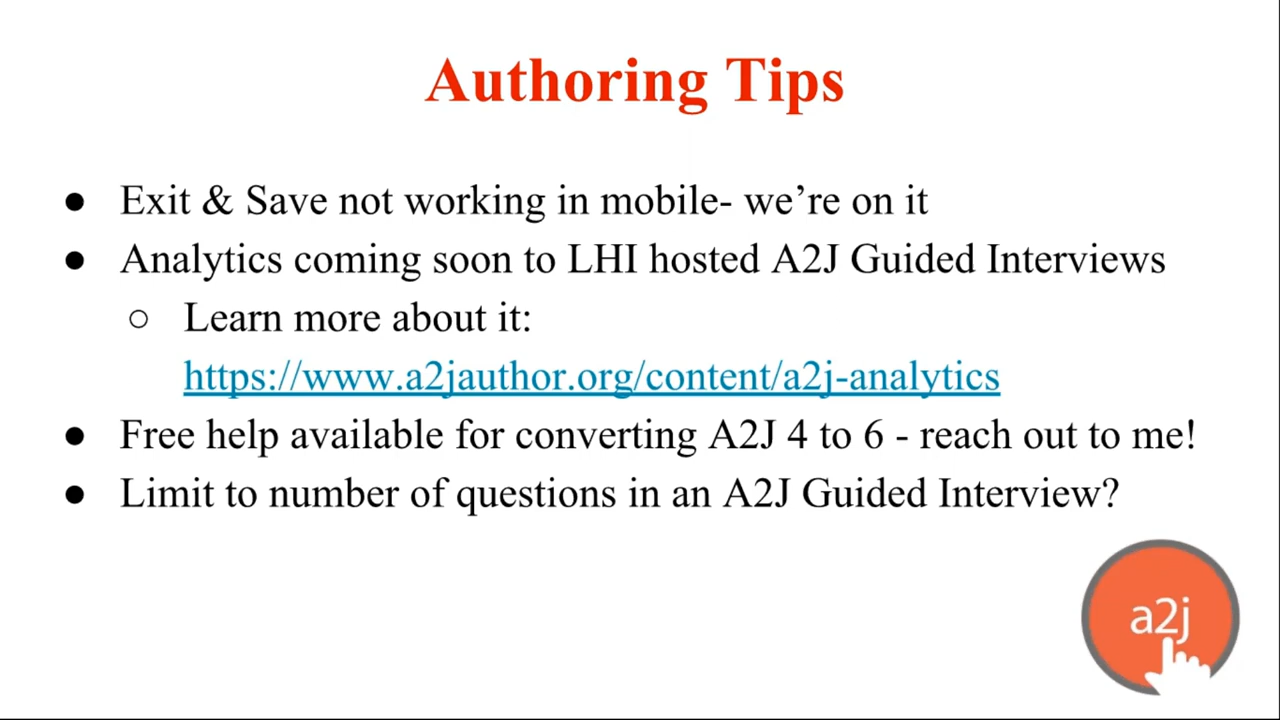 Authoring Tips
● Exit & Save not working in mobile- we’re on it
● Analytics coming soon to LHI hosted A2J Guided Interviews
○ Learn more about it:
https://www.a2jauthor.org/content/a2j-analytics
● Free help available for converting A2J 4 to 6 - reach out to me!
● Limit to number of questions in an A2J Guided Interview?
a2j